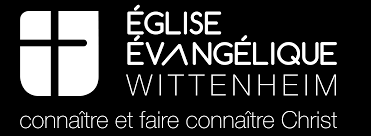 ÉGLISE
ÉVANGÉLIQUE
WITTENHEIM
connaître et faire connaître Christ